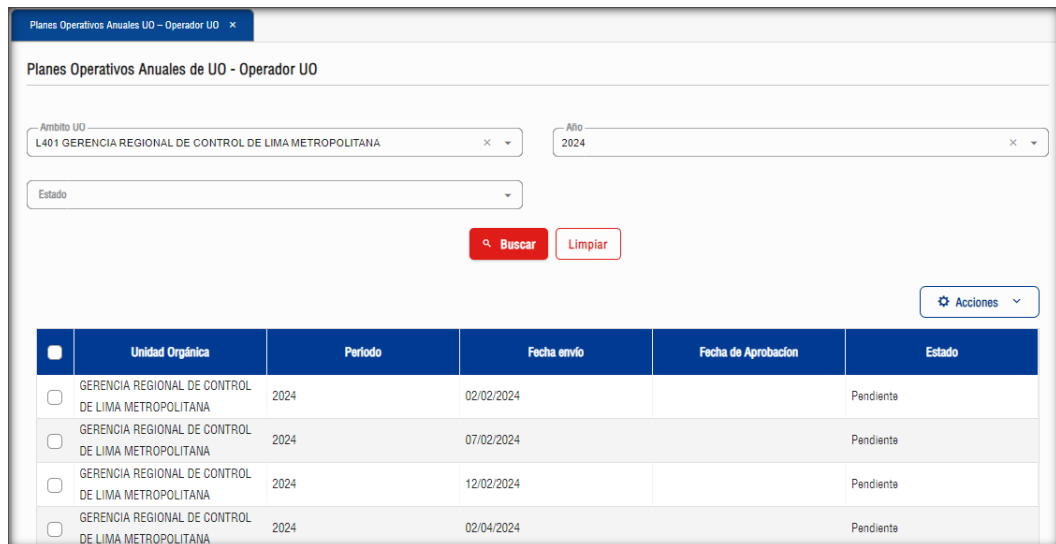 Planes Operativos Anuales UO – Operador UO ×
Planes Operativos Anuales de UO - Operador UO
Ambito UO
L401 GERENCIA REGIONAL DE CONTROL DE LIMA METROPOLITANA
Año
2024
Estado
Buscar
Limpiar
Acciones
Unidad Orgánica Periodo Fecha envío Fecha de Aprobacíon Estado
GERENCIA REGIONAL DE CONTROL
DE LIMA METROPOLITANA
2024 02/02/2024 Pendiente
GERENCIA REGIONAL DE CONTROL
DE LIMA METROPOLITANA
2024 07/02/2024 Pendiente
GERENCIA REGIONAL DE CONTROL
DE LIMA METROPOLITANA
2024 12/02/2024 Pendiente
GERENCIA REGIONAL DE CONTROL
DE LIMA METROPOLITANA
2024 02/04/2024 Pendiente